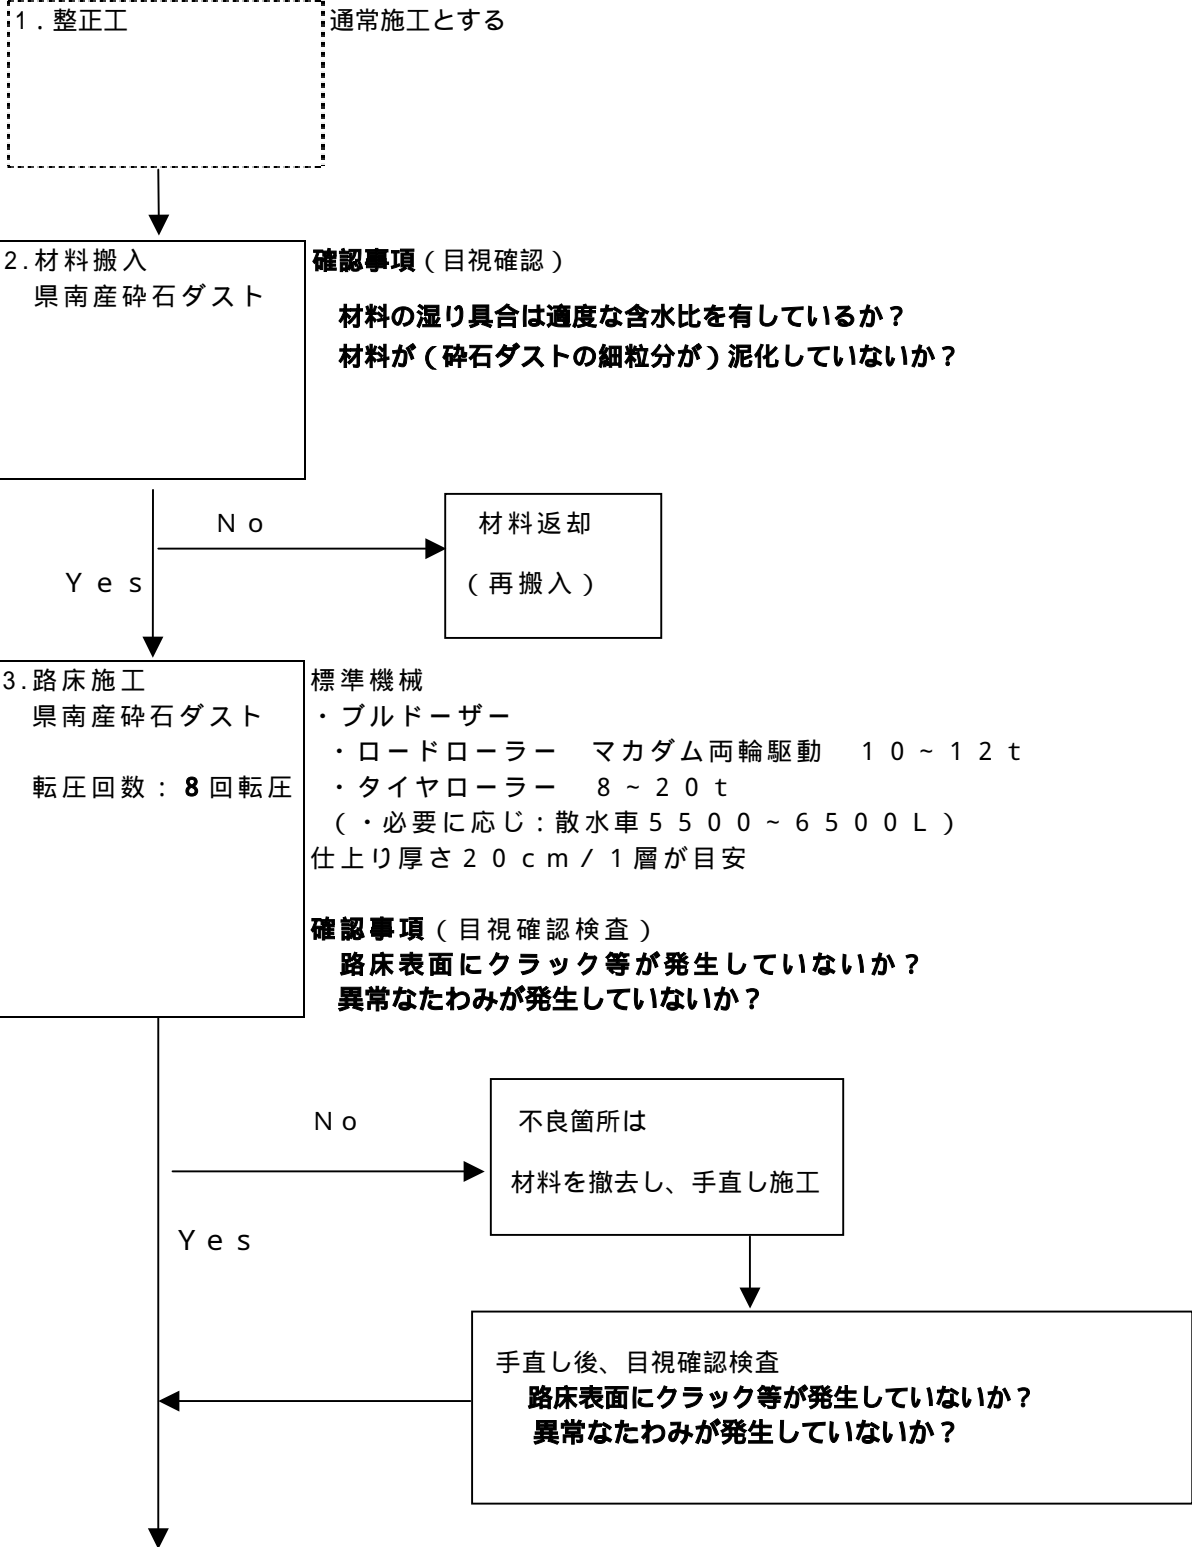 1．整正工
通常施工とする
2.材料搬入
県南産砕石ダスト
確認事項（目視確認）
材料の湿り具合は適度な含水比を有しているか？
材料が（砕石ダストの細粒分が）泥化していないか？
Ｎｏ
材料返却
（再搬入）
Ｙｅｓ
3.路床施工
県南産砕石ダスト
転圧回数：８回転圧
標準機械
・ブルドーザー
・ロードローラー　マカダム両輪駆動　１０～１２ｔ
・タイヤローラー　８～２０ｔ
（・必要に応じ：散水車５５００～６５００Ｌ）
仕上り厚さ２０ｃｍ／１層が目安
確認事項（目視確認検査）
路床表面にクラック等が発生していないか？
異常なたわみが発生していないか？
Ｎｏ
不良箇所は
材料を撤去し、手直し施工
Ｙｅｓ
手直し後、目視確認検査
路床表面にクラック等が発生していないか？
異常なたわみが発生していないか？